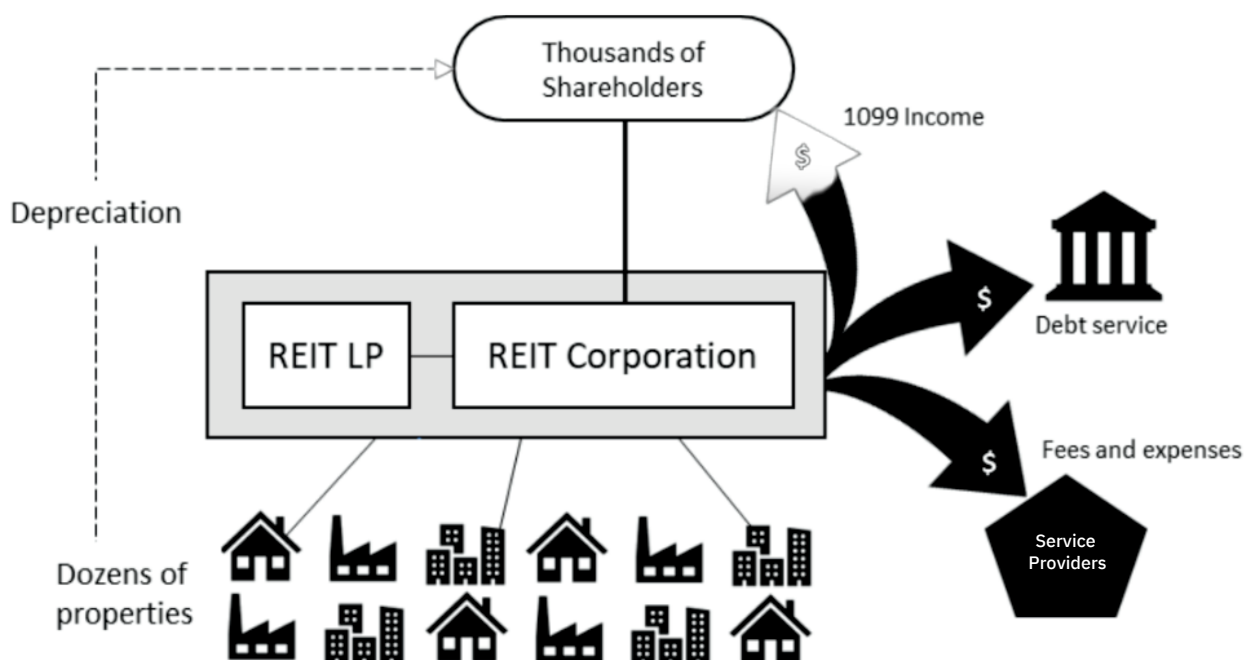 Thousands of
Shareholders
1099 Income
$
Depreciation
$
Debt service
REIT LP
REIT Corporation
$
Fees and expenses
Service
Providers
Dozens of
properties